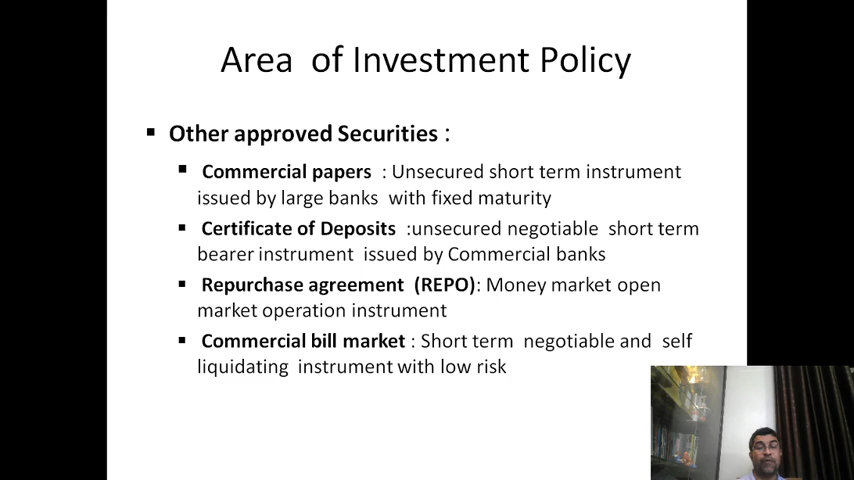 Area of Investment Policy
▪ Other approved Securities :
▪ Commercial papers : Unsecured short term instrument
issued by large banks with fixed maturity
▪ Certificate of Deposits :unsecured negotiable short term
bearer instrument issued by Commercial banks
▪ Repurchase agreement (REPO): Money market open
market operation instrument
▪ Commercial bill market : Short term negotiable and self
liquidating instrument with low risk